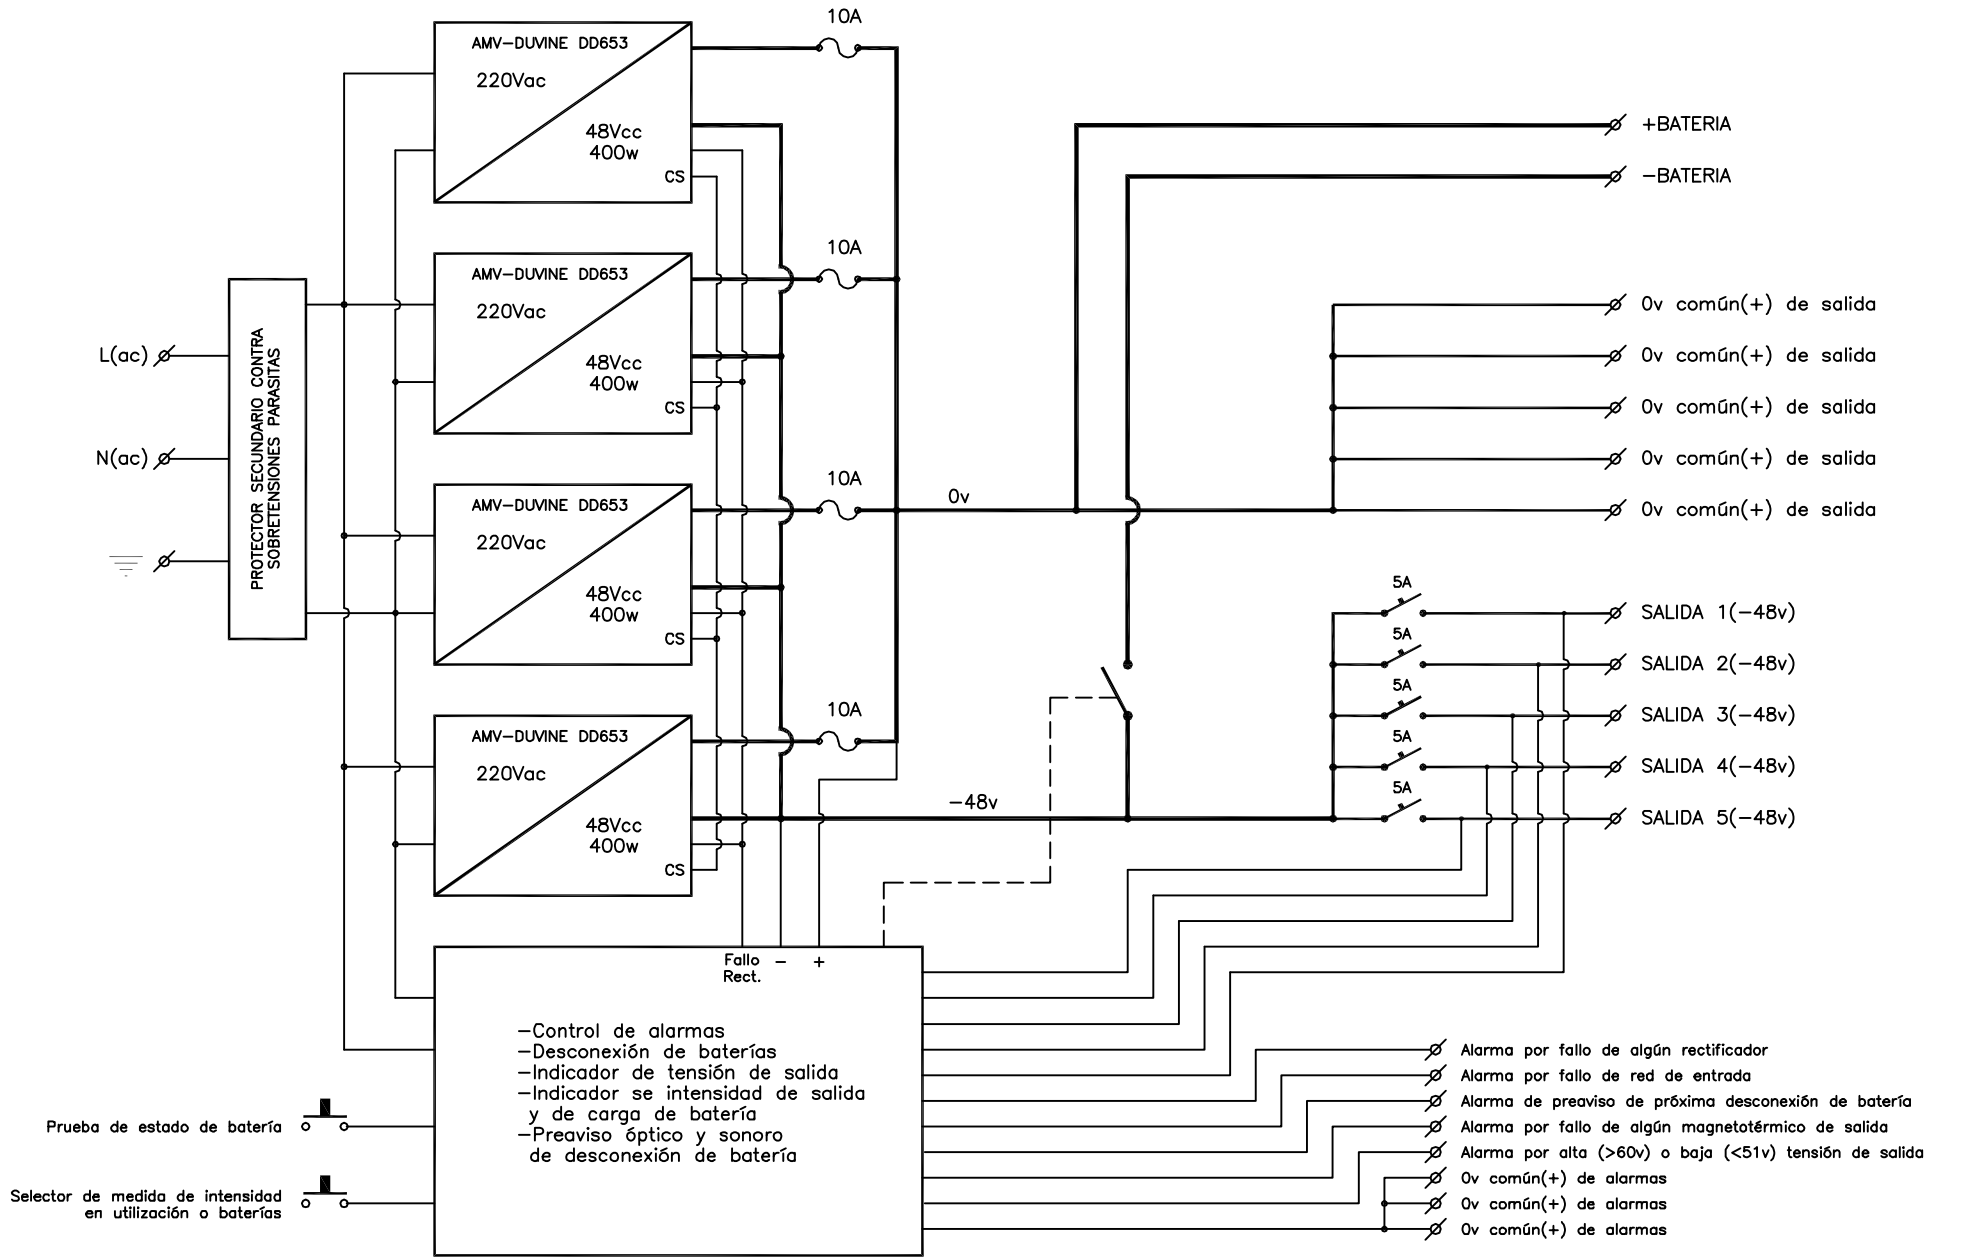 10A
AMV-DUVINE DD653
220Vac
48Vcc
400w
CS
+BATERIA
-BATERIA
10A
AMV-DUVINE DD653
220Vac
48Vcc
400w
CS
L(ac)
N(ac)
PROTECTOR SECUNDARIO CONTRA
SOBRETENSIONES PARASITAS
0v común(+) de salida
0v común(+) de salida
0v común(+) de salida
0v común(+) de salida
0v común(+) de salida
10A
0v
AMV-DUVINE DD653
220Vac
48Vcc
400w
CS
5A
SALIDA 1(-48v)
5A
SALIDA 2(-48v)
5A
SALIDA 3(-48v)
5A
SALIDA 4(-48v)
5A
SALIDA 5(-48v)
10A
AMV-DUVINE DD653
220Vac
48Vcc
400w
CS
-48v
Fallo
Rect.
-
+
-Control de alarmas
-Desconexión de baterías
-Indicador de tensión de salida
-Indicador se intensidad de salida
y de carga de batería
-Preaviso óptico y sonoro
de desconexión de batería
Prueba de estado de batería
Selector de medida de intensidad
en utilización o baterías
Alarma por fallo de algún rectificador
Alarma por fallo de red de entrada
Alarma de preaviso de próxima desconexión de batería
Alarma por fallo de algún magnetotérmico de salida
Alarma por alta (>60v) o baja (<51v) tensión de salida
0v común(+) de alarmas
0v común(+) de alarmas
0v común(+) de alarmas